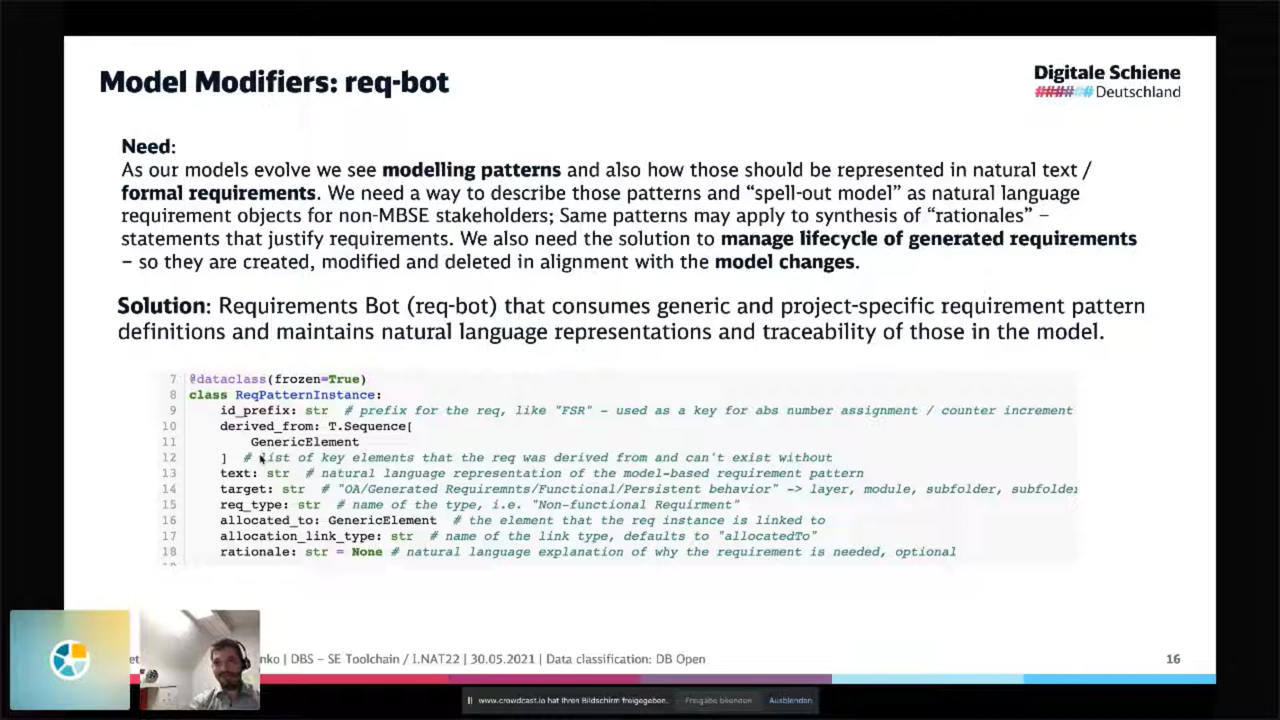 Model Modifiers: req-bot
Digitale Schiene
##### Deutschland
Need:
As our models evolve we see modelling patterns and also how those should be represented in natural text /
formal requirements. We need a way to describe those patterns and “spell-out model” as natural language
requirement objects for non-MBSE stakeholders; Same patterns may apply to synthesis of “rationales” –
statements that justify requirements. We also need the solution to manage lifecycle of generated requirements
– so they are created, modified and deleted in alignment with the model changes.
Solution: Requirements Bot (req-bot) that consumes generic and project-specific requirement pattern
definitions and maintains natural language representations and traceability of those in the model.
7 @dataclass(frozen=True)
8 class ReqPatternInstance:
9 id_prefix: str # prefix for the req, like "FSR" – used as a key for abs number assignment / counter increment
10 derived_from: T.Sequence[
11 GenericElement
12 ] # list of key elements that the req was derived from and can't exist without
13 text: str # natural language representation of the model-based requirement pattern
14 target: str # "OA/Generated Requiremnts/Functional/Persistent behavior" -> layer, module, subfolder, subfolder
15 req_type: str # name of the type, i.e. "Non-functional Requirment"
16 allocated_to: GenericElement # the element that the req instance is linked to
17 allocation_link_type: str # name of the link type, defaults to "allocatedTo"
18 rationale: str = None # natural language explanation of why the requirement is needed, optional
| DBS – SE Toolchain / I.NAT22 | 30.05.2021 | Data classification: DB Open
16
www.crowdcast.io hat Ihren Bildschirm freigegeben. Freigabe beenden Ausblenden